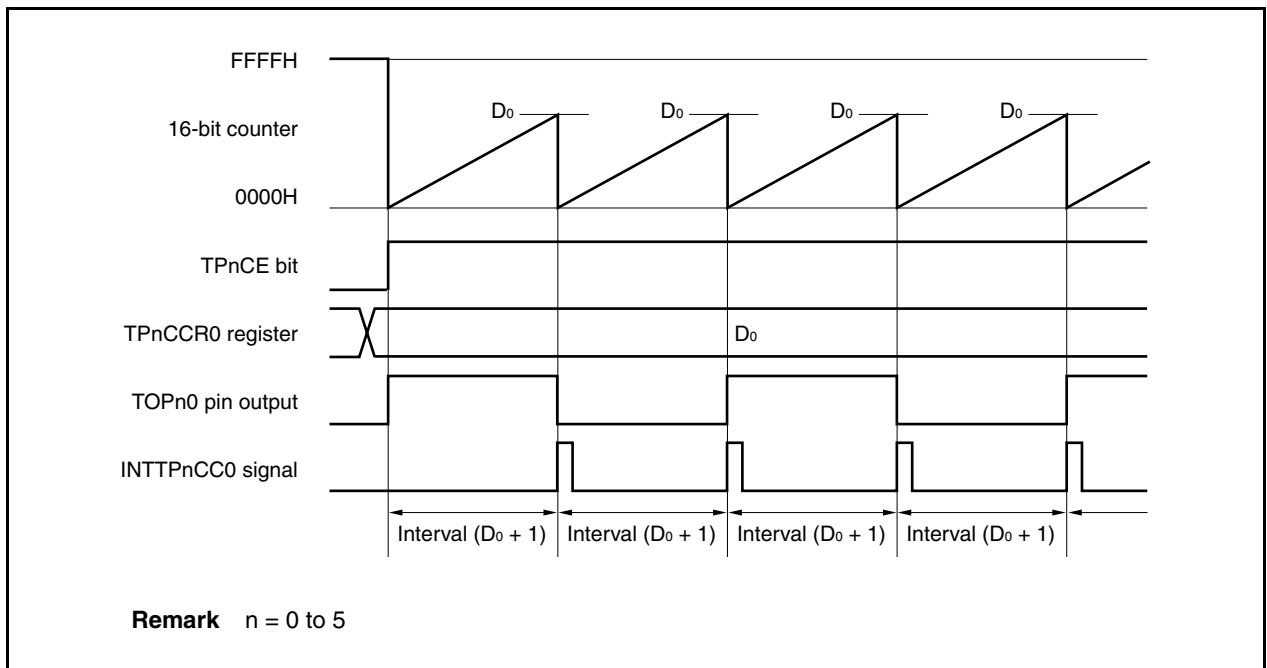 FFFFH
16-bit counter
0000H
D0
D0
D0
D0
TPnCE bit
TPnCCR0 register
D0
TOPn0 pin output
INTTPnCC0 signal
Interval (D0 + 1)
Interval (D0 + 1)
Interval (D0 + 1)
Interval (D0 + 1)
Remark n = 0 to 5